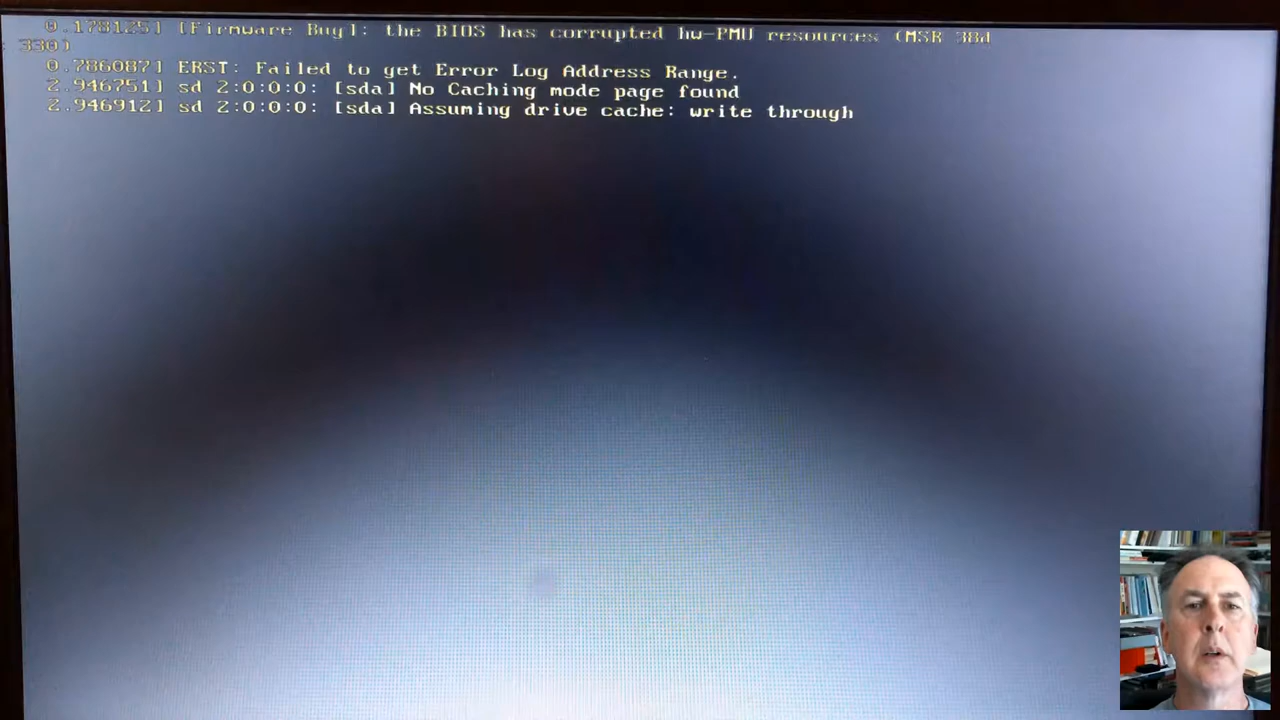 0.178125] [Firmware Bug]: the BIOS has corrupted hw-PMU resources (MSR 38d
: 330)
0.786087] ERST: Failed to get Error Log Address Range.
2.946751] sd 2:0:0:0: [sda] No Caching mode page found
2.946912] sd 2:0:0:0: [sda] Assuming drive cache: write through